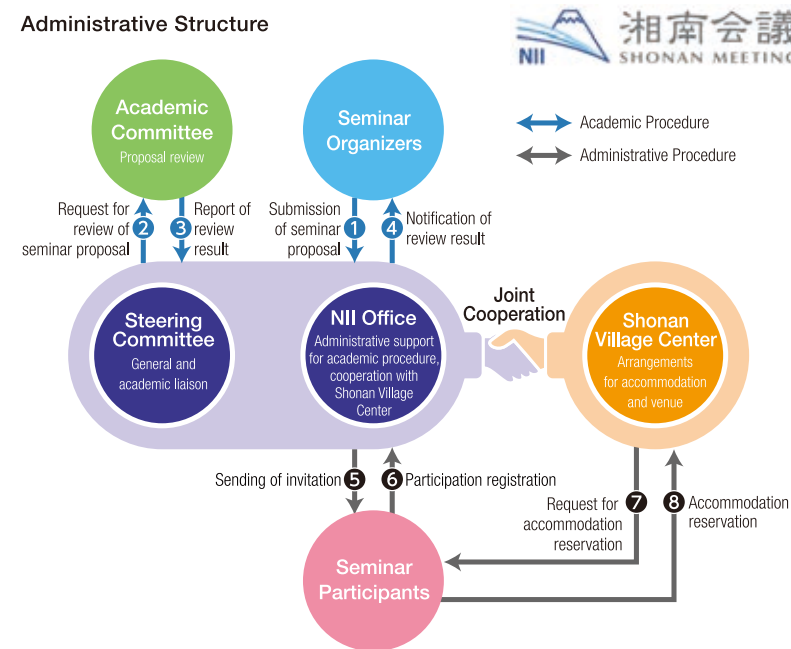 Administrative Structure
NII
湘南会議
SHONAN MEETING
Academic
Committee
Proposal review
Seminar
Organizers
Academic Procedure
Administrative Procedure
Request for
review of
seminar proposal
2
3
Report of
review
result
Submission
of seminar
proposal
1
4
Notification of
review result
Steering
Committee
General and
academic liaison
NII Office
Administrative support
for academic procedure,
cooperation with
Shonan Village
Center
Joint
Cooperation
Shonan
Village Center
Arrangements
for accommodation
and venue
Sending of invitation
5
6
Participation registration
Request for
accommodation
reservation
7
8
Accommodation
reservation
Seminar
Participants